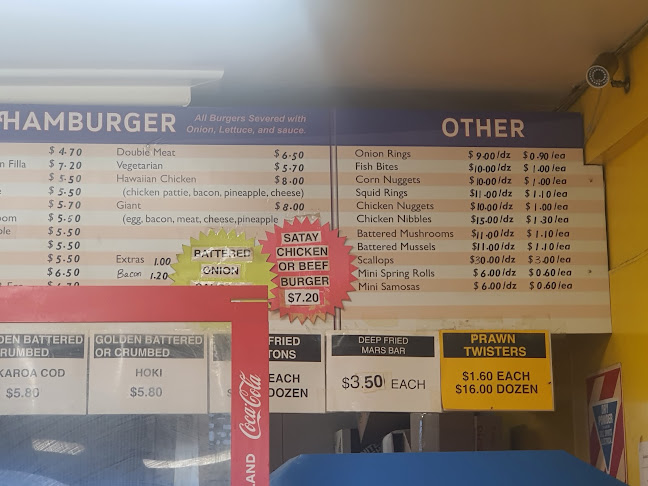 HAMBURGER
All Burgers Severed with
Onion, Lettuce, and sauce.
$ 4.70
n Filla $ 7.20
$ 5.50
$ 5.50
$ 5.70
oom $ 5.50
ple $ 5.50
$ 5.50
$ 5.50
$ 6.50
Double Meat $ 6.50
Vegetarian $ 5.70
Hawaiian Chicken $ 8.00
(chicken pattie, bacon, pineapple, cheese)
Giant $ 8.00
(egg, bacon, meat, cheese, pineapple
Extras 1.00
Bacon 1.20
BATTERED
ONION
SATAY
CHICKEN
OR BEEF
BURGER
$7.20
OTHER
Onion Rings $ 9.00/dz $ 0.90/ea
Fish Bites $10.00/dz $ 1.00/ea
Corn Nuggets $10.00/dz $ 1.00/ea
Squid Rings $11.00/dz $ 1.10/ea
Chicken Nuggets $10.00/dz $ 1.00/ea
Chicken Nibbles $15.00/dz $ 1.30/ea
Battered Mushrooms $11.00/dz $ 1.10/ea
Battered Mussels $11.00/dz $ 1.10/ea
Scallops $30.00/dz $ 3.00/ea
Mini Spring Rolls $ 6.00/dz $ 0.60/ea
Mini Samosas $ 6.00/dz $ 0.60/ea
DEN BATTERED
RUMBED
KAROA COD
$5.80
GOLDEN BATTERED
OR CRUMBED
HOKI
$5.80
FRIED
TONS
EACH
DOZEN
DEEP FRIED
MARS BAR
$3.50 EACH
PRAWN
TWISTERS
$1.60 EACH
$16.00 DOZEN
Coca-Cola
LAND